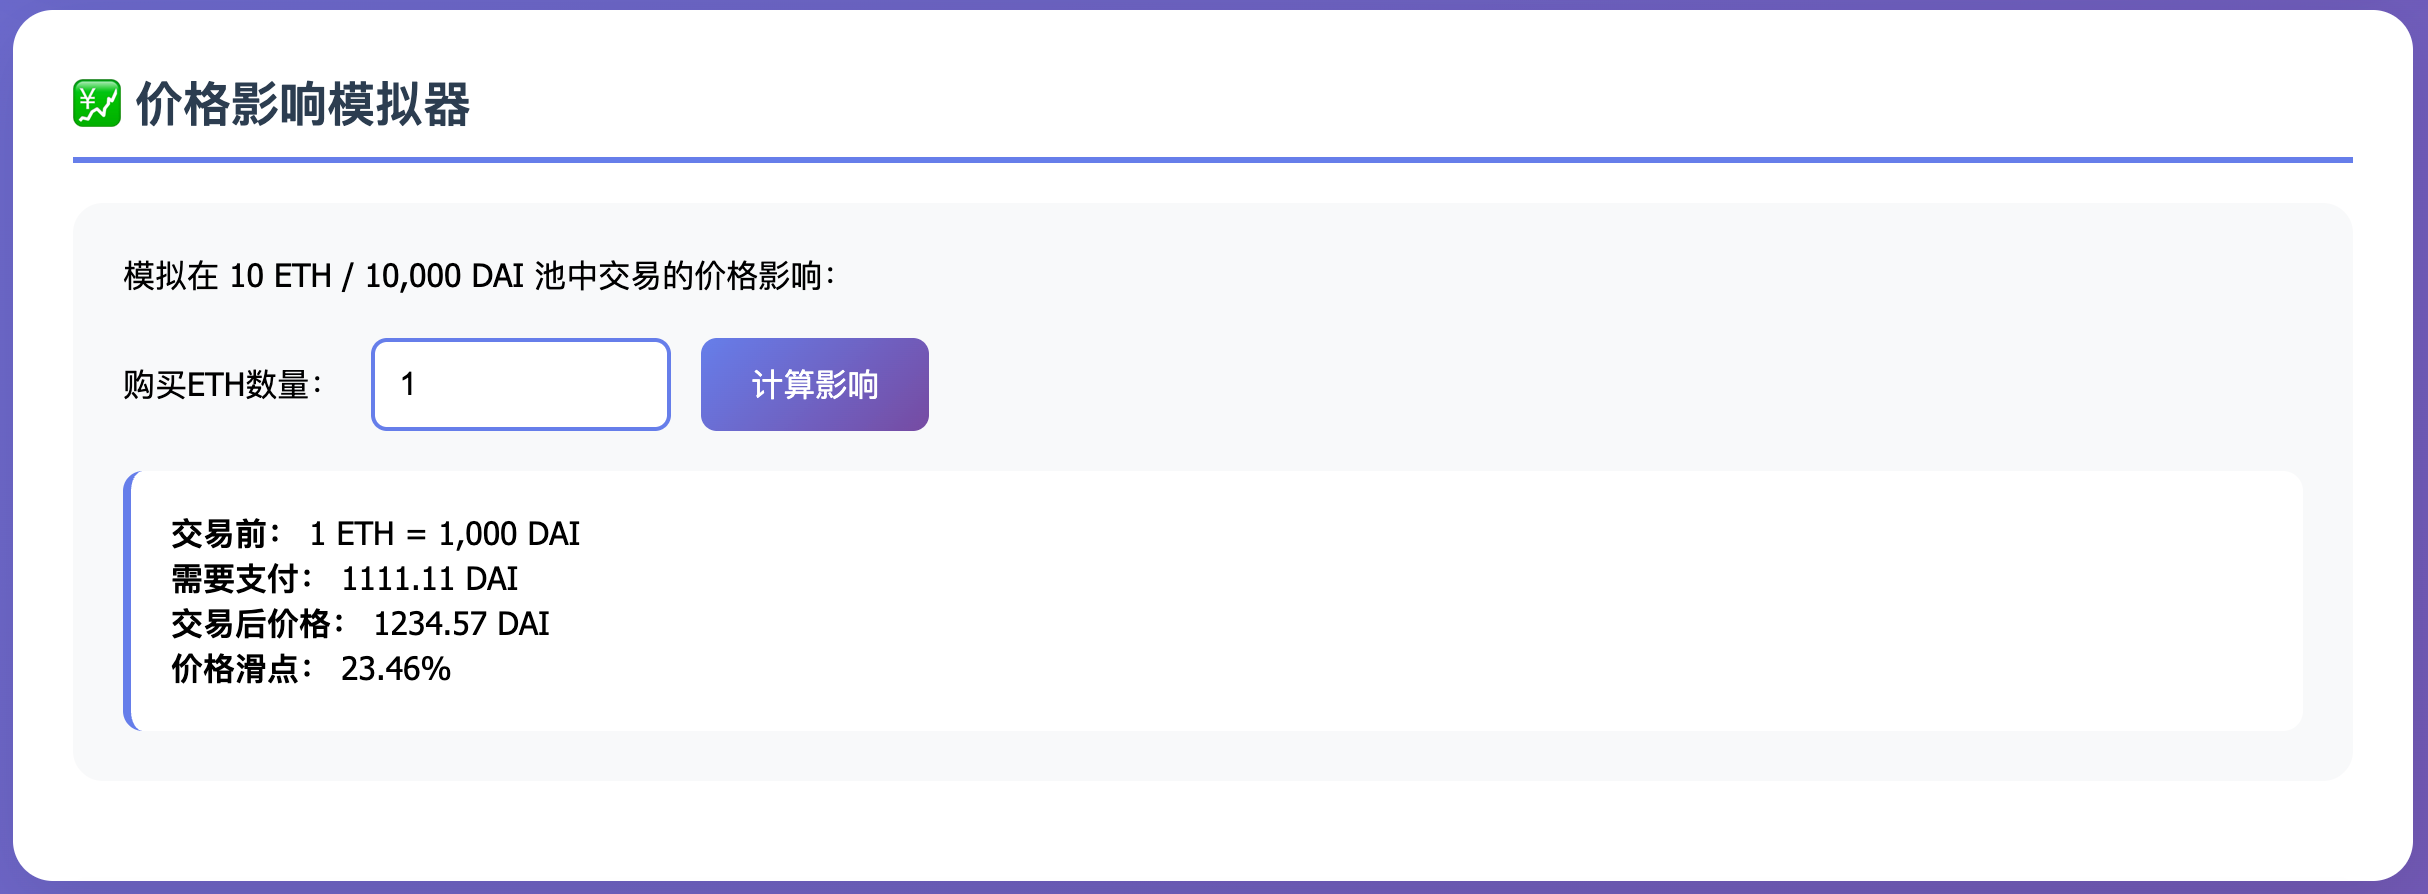 价格影响模拟器
模拟在 10 ETH / 10,000 DAI 池中交易的价格影响：
购买ETH数量： 1 计算影响
交易前： 1 ETH = 1,000 DAI
需要支付： 1111.11 DAI
交易后价格： 1234.57 DAI
价格滑点： 23.46%